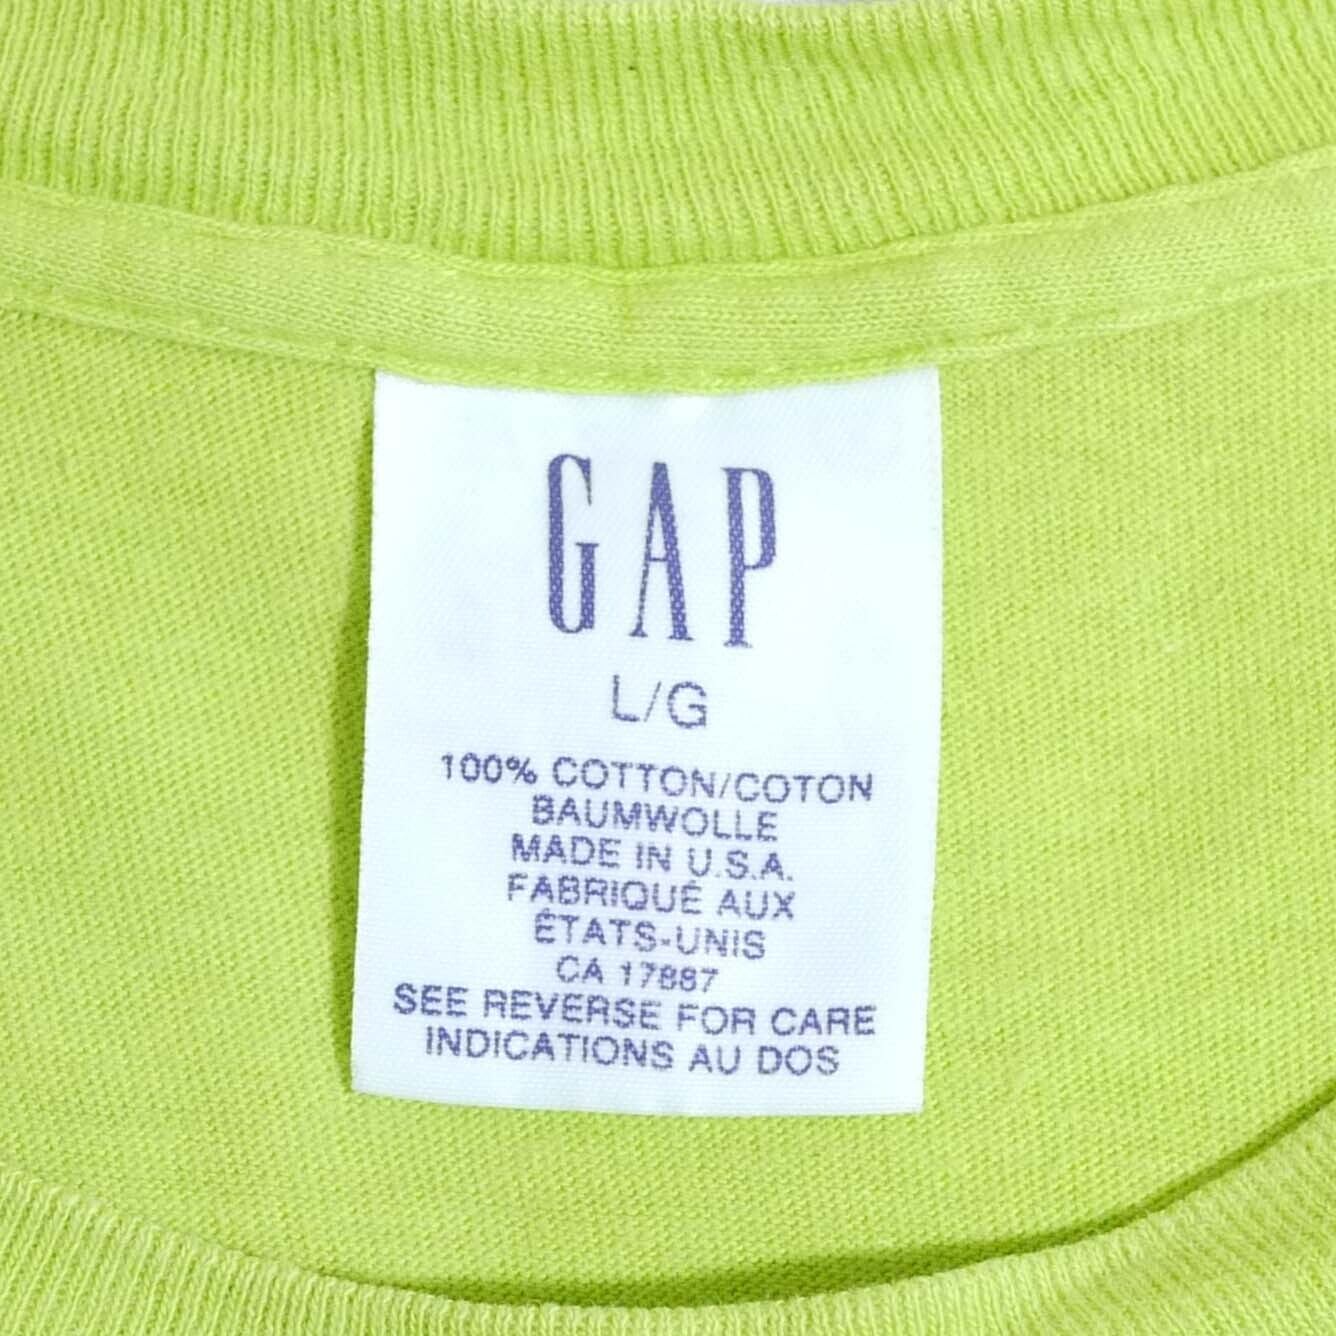 GAP
L/G
100% COTTON/COTON
BAUMWOLLE
MADE IN U.S.A.
FABRIQUÉ AUX
ÉTATS-UNIS
CA 17887
SEE REVERSE FOR CARE
INDICATIONS AU DOS